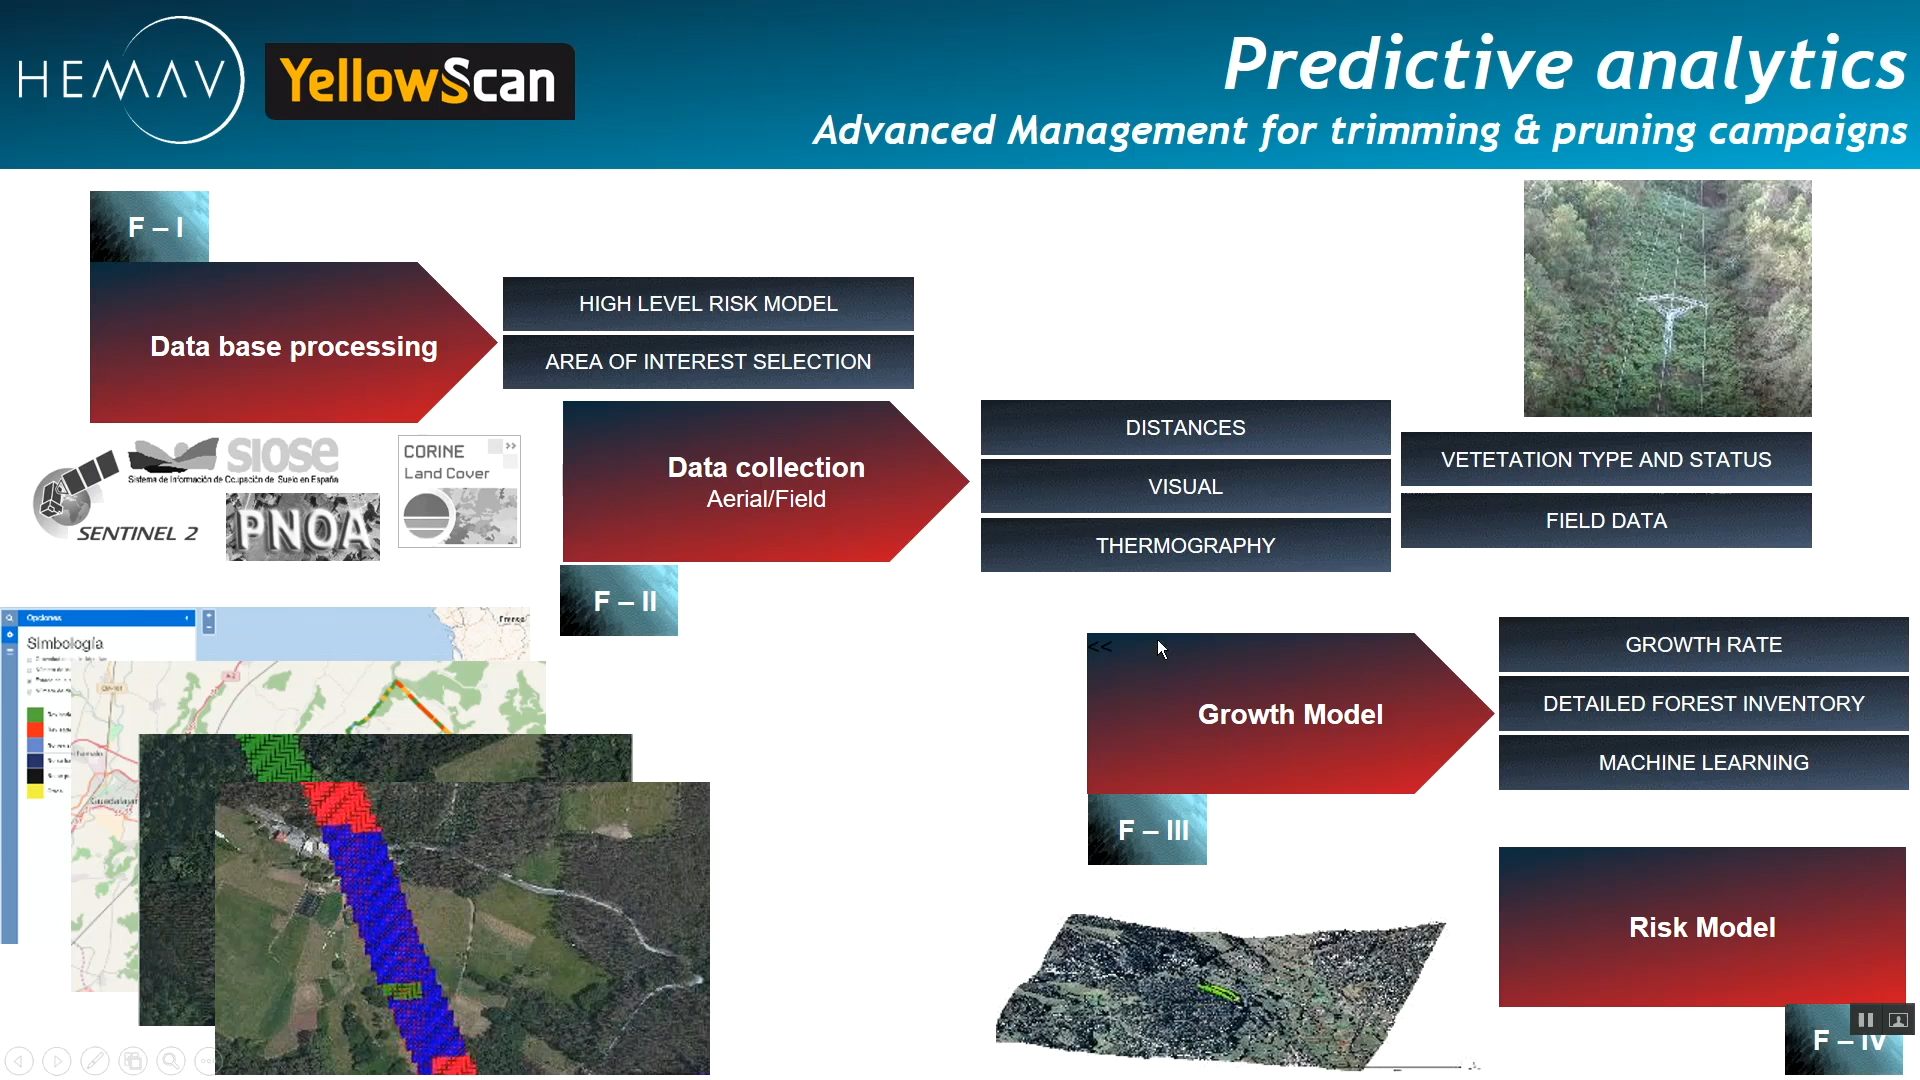 HEMAV
YellowScan
Predictive analytics
Advanced Management for trimming & pruning campaigns
F – I
Data base processing
HIGH LEVEL RISK MODEL
AREA OF INTEREST SELECTION
SIOSE
Sistema de Información de Ocupación de Suelo en España
SENTINEL 2
PNOA
CORINE >>
Land Cover
Data collection
Aerial/Field
F – II
DISTANCES
VISUAL
THERMOGRAPHY
VETETATION TYPE AND STATUS
FIELD DATA
Opciones
Simbología
A-2
<<
Growth Model
F – III
GROWTH RATE
DETAILED FOREST INVENTORY
MACHINE LEARNING
Risk Model
F – IV